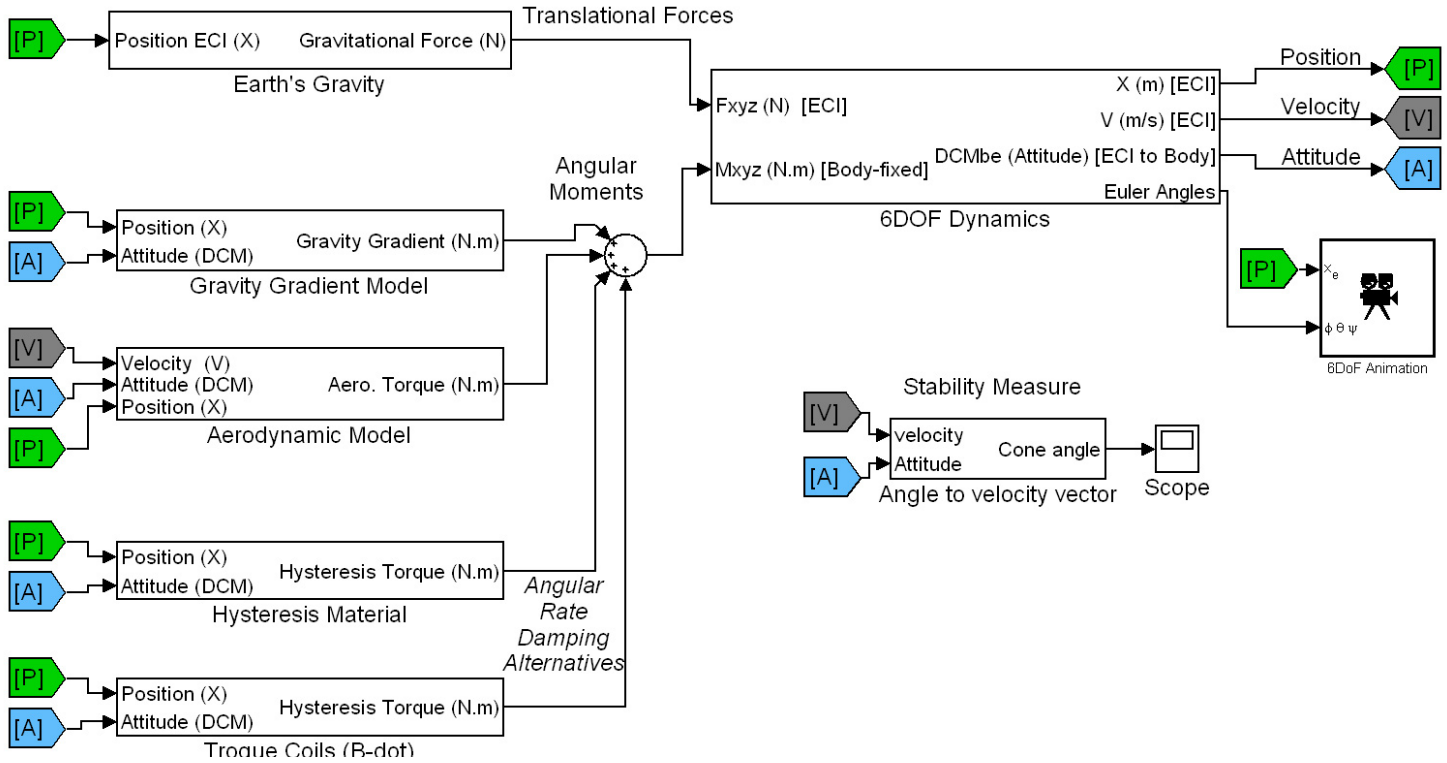 Translational Forces
[P]
Position ECI (X)
Gravitational Force (N)
Earth's Gravity
Fxyz (N) [ECI]
Mxyz (N.m) [Body-fixed]
X (m) [ECI]
V (m/s) [ECI]
DCMbe (Attitude) [ECI to Body]
Euler Angles
6DOF Dynamics
Position
[P]
Velocity
[V]
Attitude
[A]
Angular
Moments
[P]
[A]
Position (X)
Attitude (DCM)
Gravity Gradient (N.m)
Gravity Gradient Model
+
+
+
+
[P]
Xe
ϕ θ ψ
6DoF Animation
[V]
[A]
[P]
Velocity (V)
Attitude (DCM)
Position (X)
Aero. Torque (N.m)
Aerodynamic Model
Stability Measure
[V]
[A]
velocity
Attitude
Cone angle
Angle to velocity vector
Scope
[P]
[A]
Position (X)
Attitude (DCM)
Hysteresis Torque (N.m)
Hysteresis Material
Angular
Rate
Damping
Alternatives
[P]
[A]
Position (X)
Attitude (DCM)
Hysteresis Torque (N.m)
Troque Coils (B-dot)